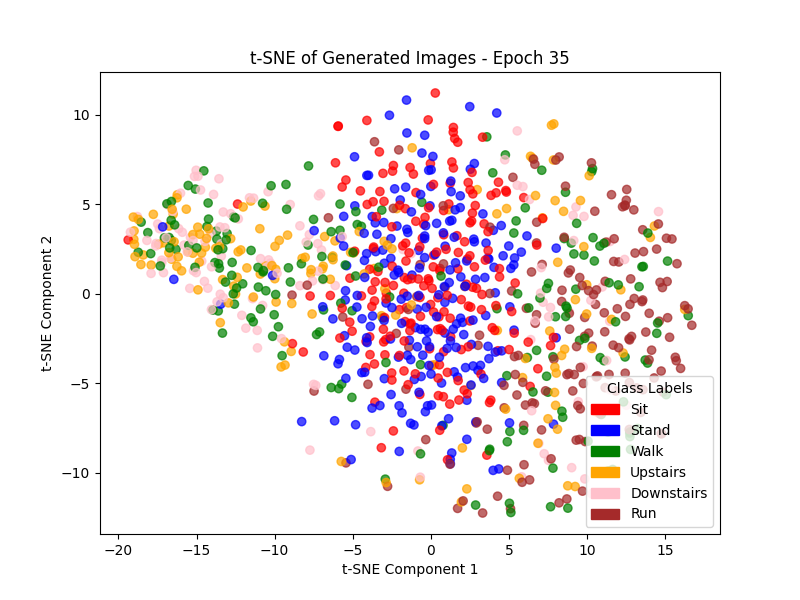 t-SNE of Generated Images - Epoch 35
10
5
0
−5
−10
t-SNE Component 2
−20
−15
−10
−5
0
5
10
15
t-SNE Component 1
Class Labels
Sit
Stand
Walk
Upstairs
Downstairs
Run